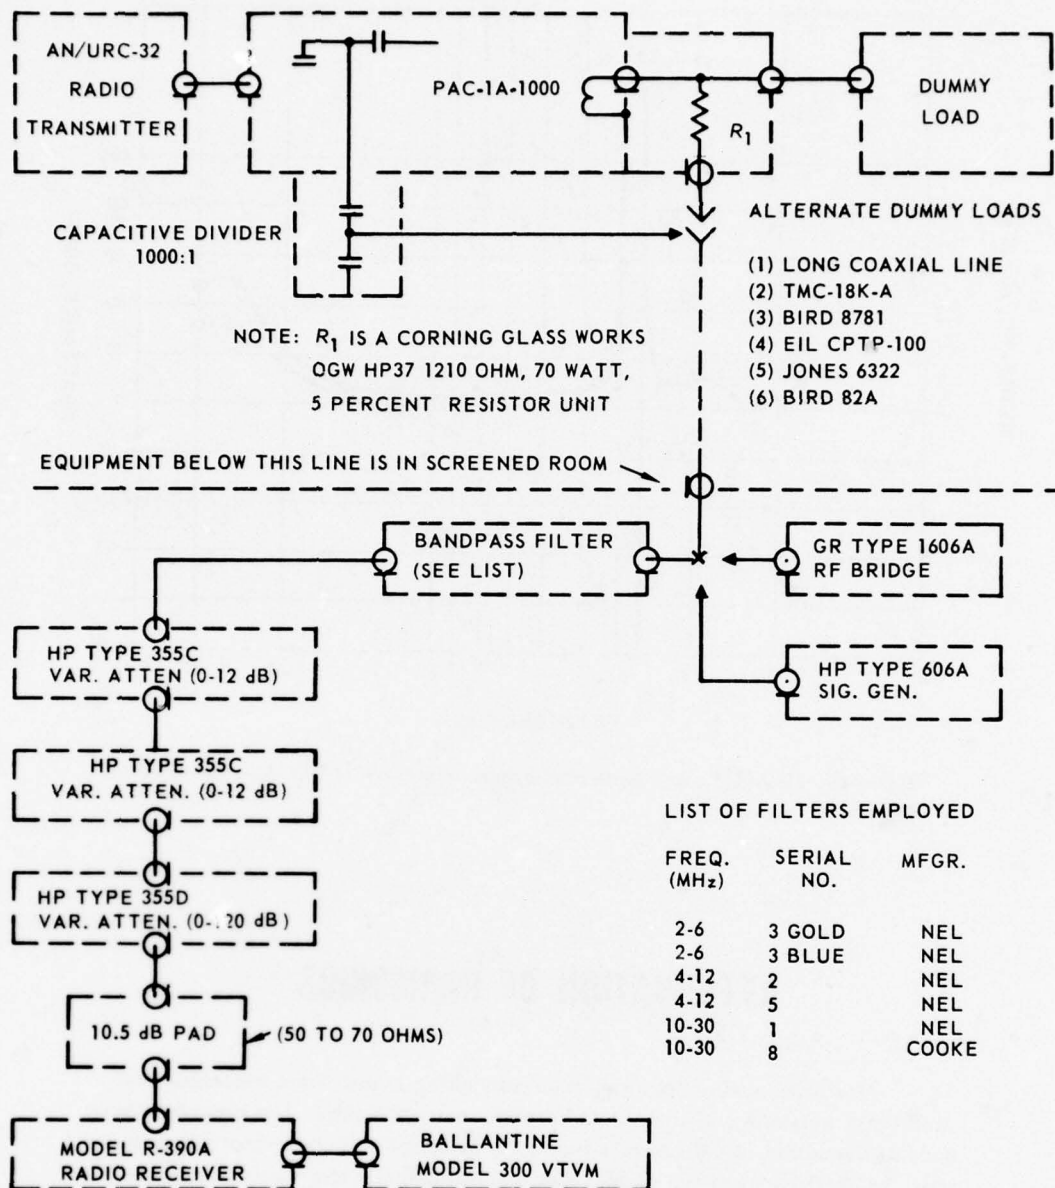 AN/URC-32
RADIO
TRANSMITTER
PAC-1A-1000
R1
DUMMY
LOAD
CAPACITIVE DIVIDER
1000:1
ALTERNATE DUMMY LOADS
(1) LONG COAXIAL LINE
(2) TMC-18K-A
(3) BIRD 8781
(4) EIL CPTP-100
(5) JONES 6322
(6) BIRD 82A
NOTE: R1 IS A CORNING GLASS WORKS
OGW HP37 1210 OHM, 70 WATT,
5 PERCENT RESISTOR UNIT
EQUIPMENT BELOW THIS LINE IS IN SCREENED ROOM
BANDPASS FILTER
(SEE LIST)
GR TYPE 1606A
RF BRIDGE
HP TYPE 606A
SIG. GEN.
HP TYPE 355C
VAR. ATTEN (0-12 dB)
HP TYPE 355C
VAR. ATTEN. (0-12 dB)
HP TYPE 355D
VAR. ATTEN. (0-120 dB)
10.5 dB PAD
(50 TO 70 OHMS)
MODEL R-390A
RADIO RECEIVER
BALLANTINE
MODEL 300 VTVM
LIST OF FILTERS EMPLOYED
FREQ. SERIAL MFGR.
(MHz) NO.
2-6 3 GOLD NEL
2-6 3 BLUE NEL
4-12 2 NEL
4-12 5 NEL
10-30 1 NEL
10-30 8 COOKE